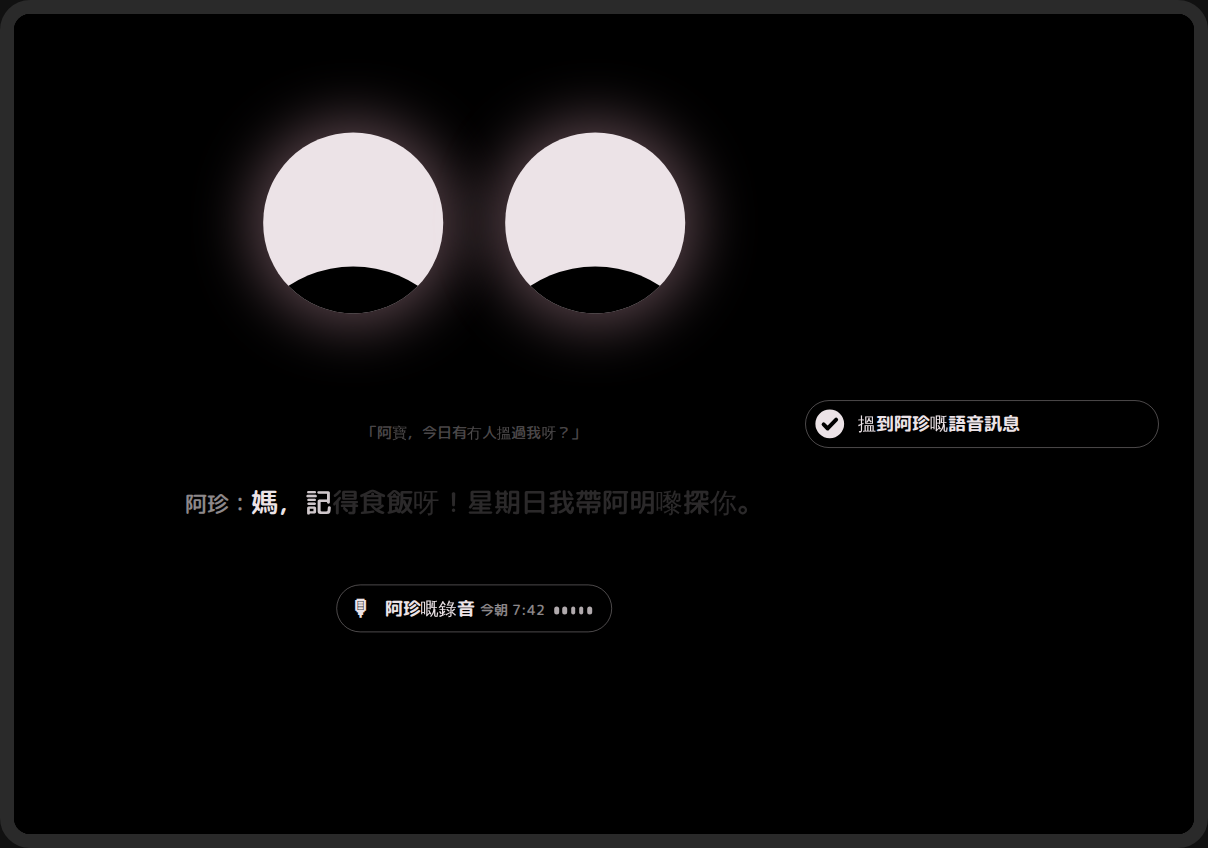 「阿寶，今日有冇人搵過我呀？」
搵到阿珍嘅語音訊息
阿珍：媽，記得食飯呀！星期日我帶阿明嚟探你。
阿珍嘅錄音 今朝 7:42